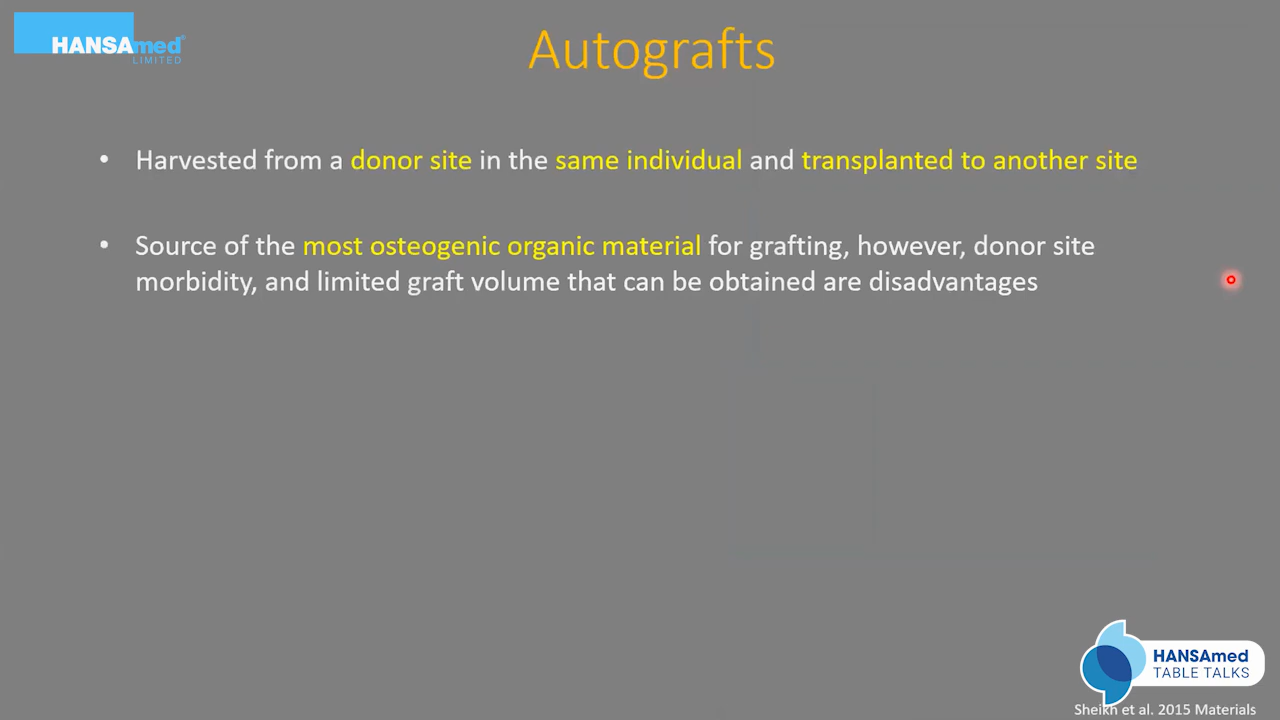 HANSAmed®
LIMITED
Autografts
• Harvested from a donor site in the same individual and transplanted to another site
• Source of the most osteogenic organic material for grafting, however, donor site
morbidity, and limited graft volume that can be obtained are disadvantages
HANSAmed
TABLE TALKS
Sheikh et al. 2015 Materials